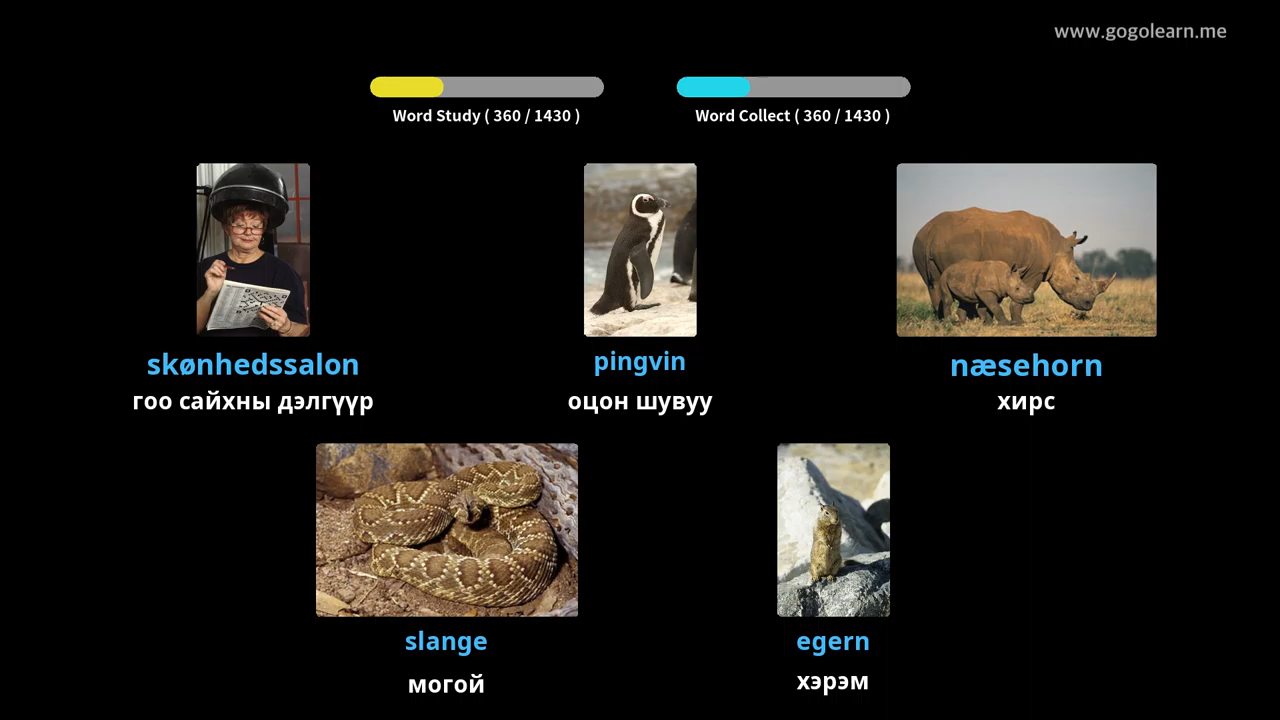 www.gogolearn.me
Word Study ( 360 / 1430 )
Word Collect ( 360 / 1430 )
skønhedssalon
pingvin
næsehorn
гоо сайхны дэлгүүр
оцон шувуу
хирс
slange
egern
могой
хэрэм